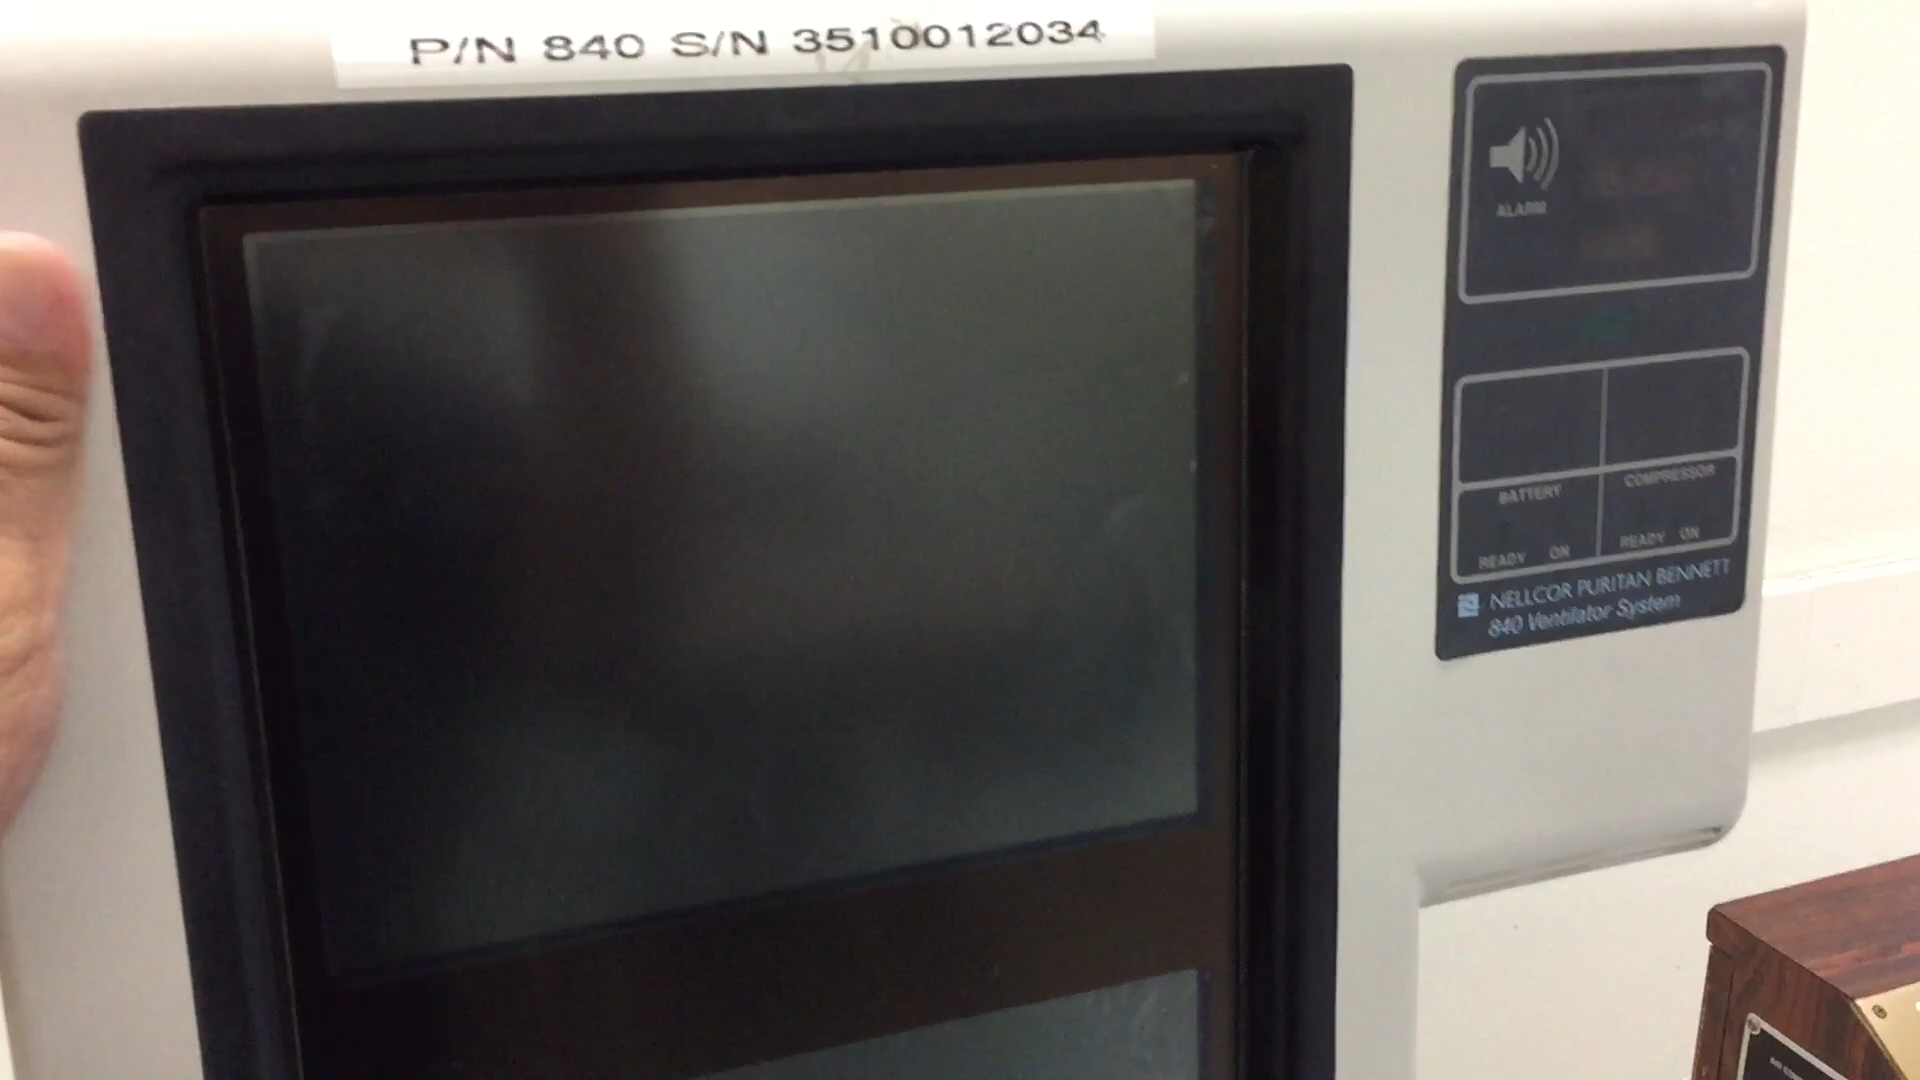 P/N 840 S/N 3510012034
ALARM
BATTERY
COMPRESSOR
READY ON
READY ON
NELLCOR PURITAN BENNETT
840 Ventilator System